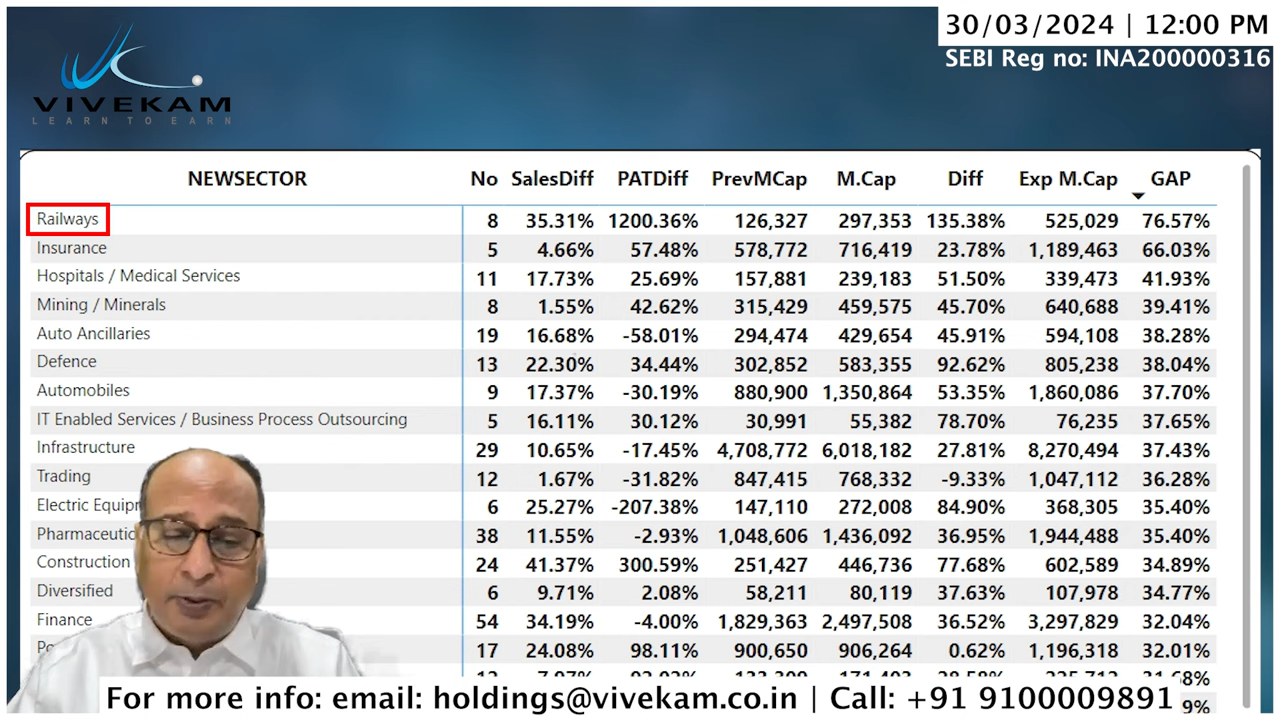 30/03/2024 | 12:00 PM
SEBI Reg no: INA200000316
VIVEKAM
LEARN TO EARN
NEWSECTOR No SalesDiff PATDiff PrevMCap M.Cap Diff Exp M.Cap GAP
Railways 8 35.31% 1200.36% 126,327 297,353 135.38% 525,029 76.57%
Insurance 5 4.66% 57.48% 578,772 716,419 23.78% 1,189,463 66.03%
Hospitals / Medical Services 11 17.73% 25.69% 157,881 239,183 51.50% 339,473 41.93%
Mining / Minerals 8 1.55% 42.62% 315,429 459,575 45.70% 640,688 39.41%
Auto Ancillaries 19 16.68% -58.01% 294,474 429,654 45.91% 594,108 38.28%
Defence 13 22.30% 34.44% 302,852 583,355 92.62% 805,238 38.04%
Automobiles 9 17.37% -30.19% 880,900 1,350,864 53.35% 1,860,086 37.70%
IT Enabled Services / Business Process Outsourcing 5 16.11% 30.12% 30,991 55,382 78.70% 76,235 37.65%
Infrastructure 29 10.65% -17.45% 4,708,772 6,018,182 27.81% 8,270,494 37.43%
Trading 12 1.67% -31.82% 847,415 768,332 -9.33% 1,047,112 36.28%
Electric 6 25.27% -207.38% 147,110 272,008 84.90% 368,305 35.40%
38 11.55% -2.93% 1,048,606 1,436,092 36.95% 1,944,488 35.40%
Construction 24 41.37% 300.59% 251,427 446,736 77.68% 602,589 34.89%
Diversified 6 9.71% 2.08% 58,211 80,119 37.63% 107,978 34.77%
Finance 54 34.19% -4.00% 1,829,363 2,497,508 36.52% 3,297,829 32.04%
17 24.08% 98.11% 900,650 906,264 0.62% 1,196,318 32.01%
For more info: email: holdings@vivekam.co.in | Call: +91 9100009891